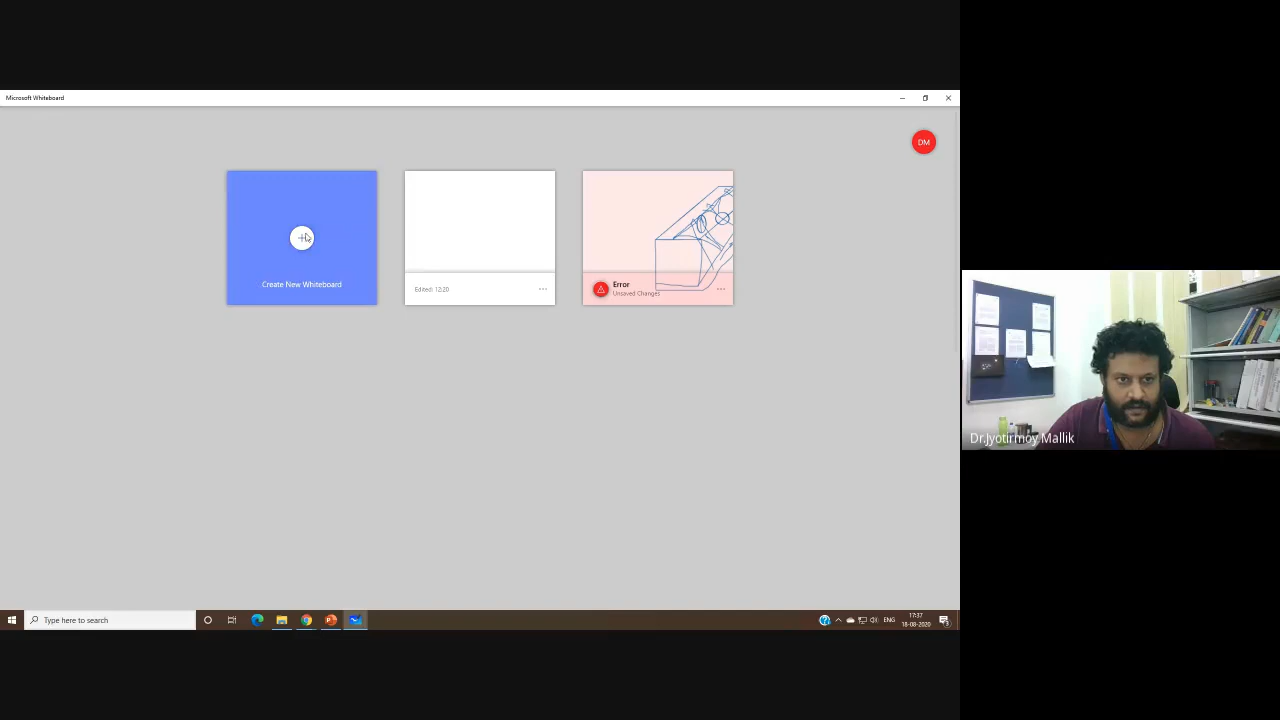 Microsoft Whiteboard
DM
Create New Whiteboard
Edited: 12:20
Error
Unsaved Changes
Dr.Jyotirmoy Mallik
Type here to search
ENG
17:37
18-08-2020